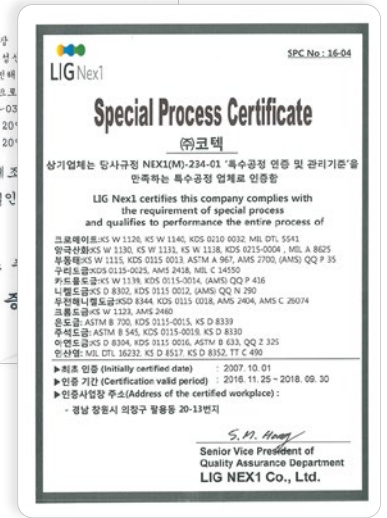 SPC No : 16-04
LIG Nex1
Special Process Certificate
㈜코텍
상기업체는 당사규정 NEX1(M)-234-01 '특수공정 인증 및 관리기준'을
만족하는 특수공정 업체로 인증함
LIG Nex1 certifies this company complies with
the requirement of special process
and qualifies to performance the entire process of
크로메이트:KS W 1120, KS W 1140, KDS 0210 0032, MIL DTL 5541
양극산화:KS W 1130, KS W 1131, KS W 1138, KDS 0215-0004 , MIL A 8625
부동태:KS W 1115, KDS 0115 0013, ASTM A 967, AMS 2700, (AMS) QQ P 35
구리도금:KDS 0115-0025, AMS 2418, MIL C 14550
카드뮴도금:KS W 1139, KDS 0115-0014, (AMS) QQ P 416
니켈도금:KS D 8302, KDS 0115 0012, (AMS) QQ N 290
무전해니켈도금:KSD 8344, KDS 0115 0018, AMS 2404, AMS C 26074
크롬도금:KS W 1123, AMS 2460
은도금: ASTM B 700, KDS 0115-0015, KS D 8339
주석도금: ASTM B 545, KDS 0115-0019, KS D 8330
아연도금:KS D 8304, KDS 0115 0016, ASTM B 633, QQ Z 325
인산염: MIL DTL 16232, KS D 8517, KS D 8352, TT C 490
▶최초 인증 (Initially certified date) : 2007. 10. 01
▶인증 기간 (Certification valid period) : 2016. 11. 25 ~ 2018. 09. 30
▶인증사업장 주소(Address of the certified workplace) :
- 경남 창원시 의창구 팔용동 20-13번지
Senior Vice President of
Quality Assurance Department
LIG NEX1 Co., Ltd.